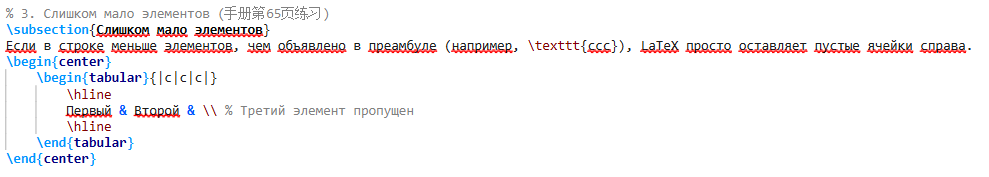 % 3. Слишком мало элементов (手册第65页练习)
\subsection{Слишком мало элементов}
Если в строке меньше элементов, чем объявлено в преамбуле (например, \texttt{ccc}), LaTeX просто оставляет пустые ячейки справа.
\begin{center}
    \begin{tabular}{|c|c|c|}
        \hline
        Первый & Второй & \\ % Третий элемент пропущен
        \hline
    \end{tabular}
\end{center}